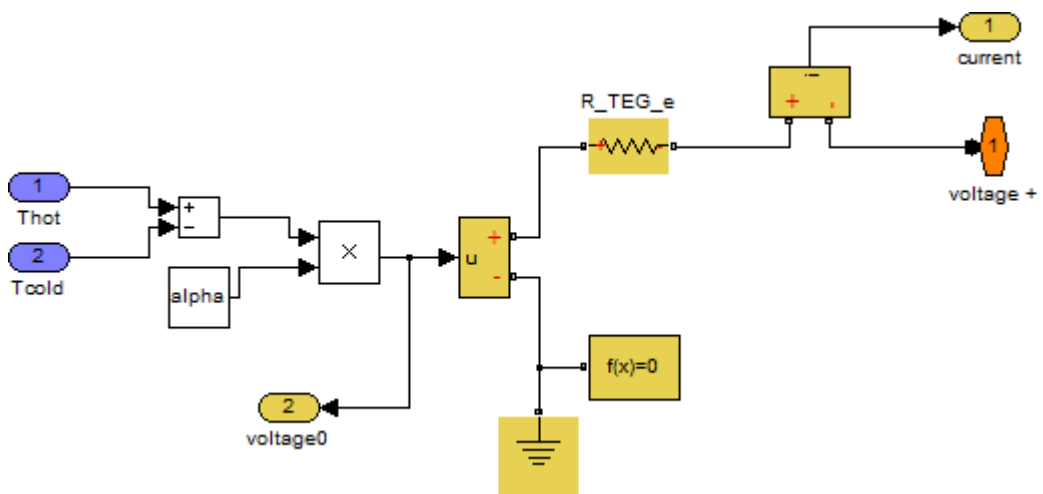 1
current
R_TEG_e
+
-
+
-
1
voltage +
1
Thot
+
-
2
Tcold
alpha
×
u
+
-
f(x)=0
2
voltage0